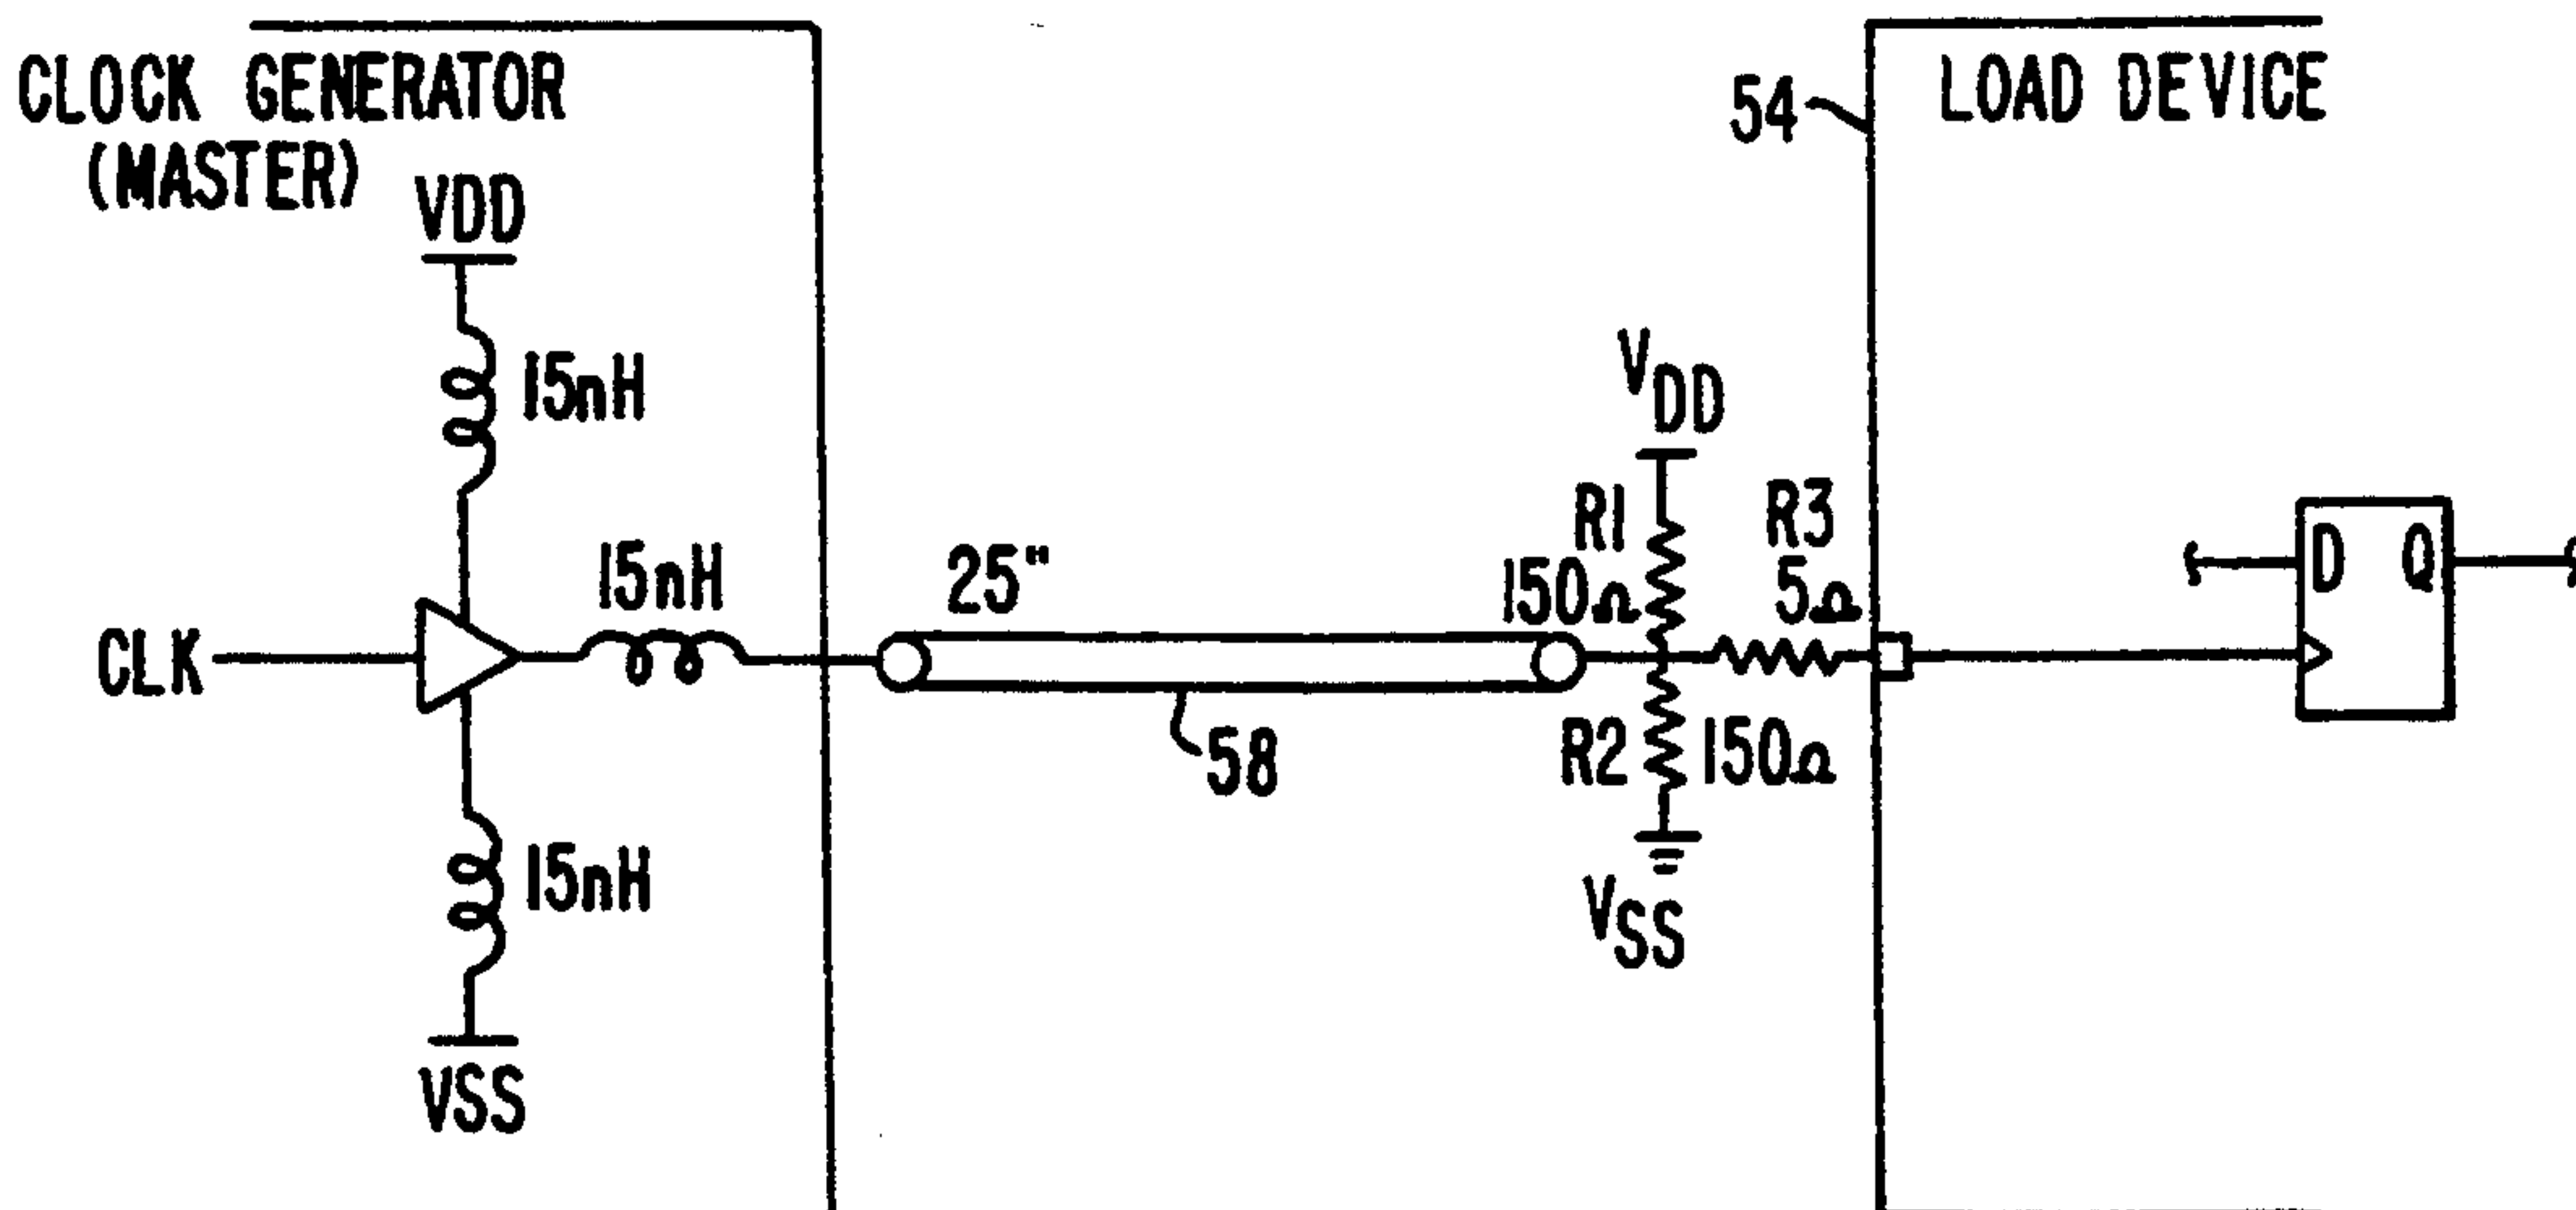 CLOCK GENERATOR
(MASTER)
VDD
15nH
15nH
CLK
15nH
VSS
25"
58
VDD
R1
150Ω
R3
5Ω
R2
150Ω
VSS
54
LOAD DEVICE
D Q